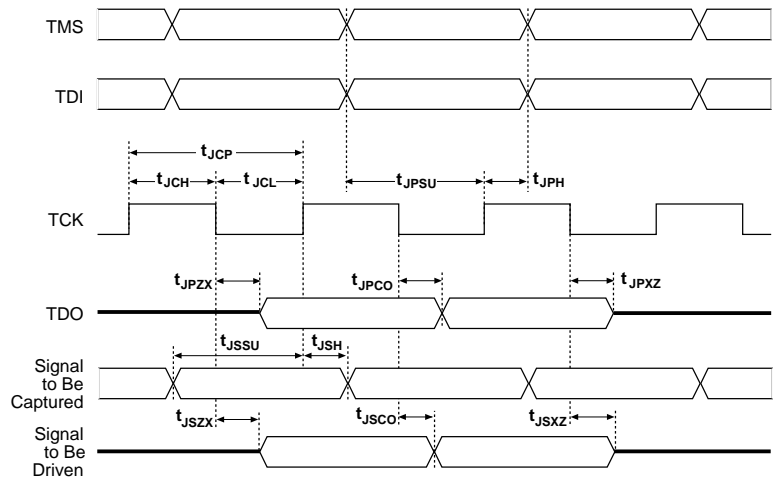 TMS
TDI
tJCP
tJCH
tJCL
tJPSU
tJPH
TCK
tJPZX
tJPCO
tJPXZ
TDO
tJSSU
tJSH
Signal
to Be
Captured
tJSZX
tJSCO
tJSXZ
Signal
to Be
Driven